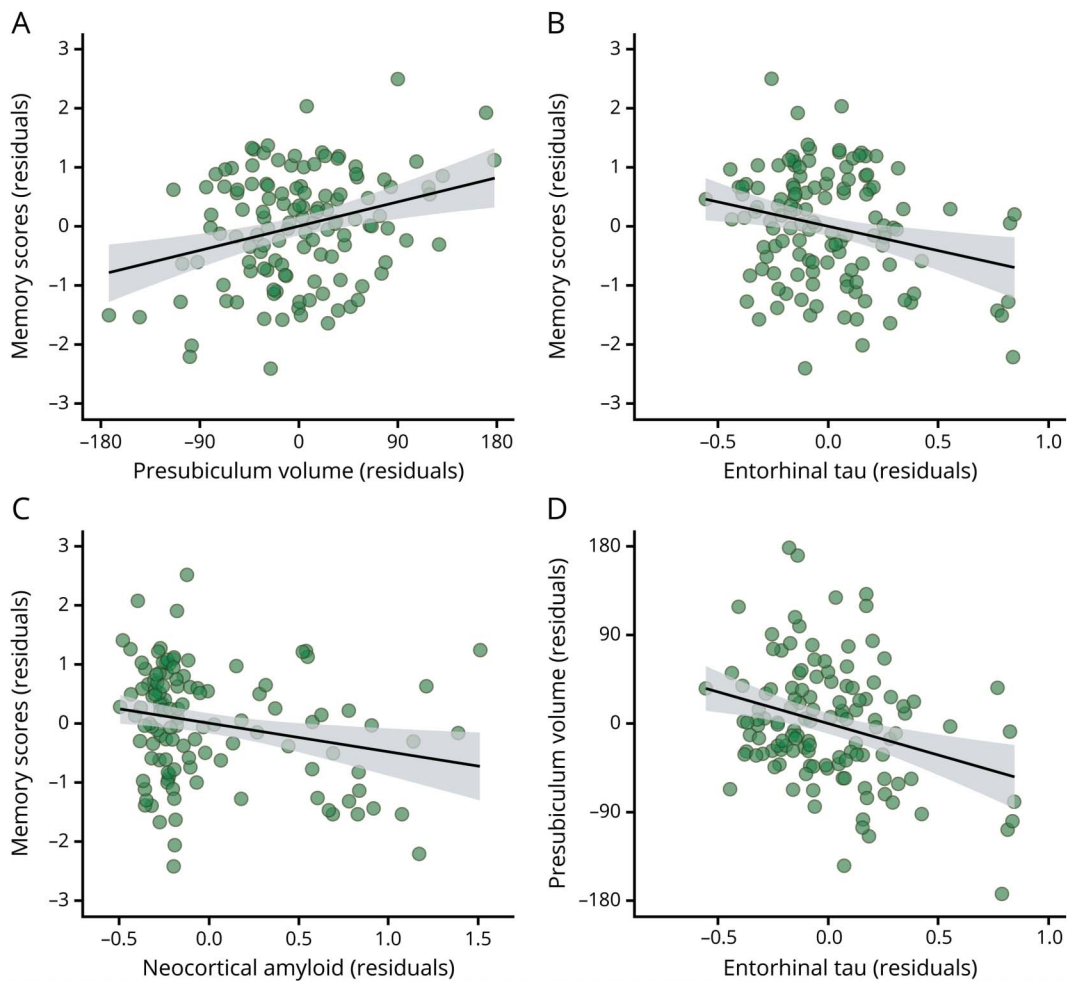 A
3
2
1
0
–1
–2
–3
Memory scores (residuals)
–180 –90 0 90 180
Presubiculum volume (residuals)
B
3
2
1
0
–1
–2
–3
Memory scores (residuals)
–0.5 0.0 0.5 1.0
Entorhinal tau (residuals)
C
3
2
1
0
–1
–2
–3
Memory scores (residuals)
–0.5 0.0 0.5 1.0 1.5
Neocortical amyloid (residuals)
D
180
90
0
–90
–180
Presubiculum volume (residuals)
–0.5 0.0 0.5 1.0
Entorhinal tau (residuals)